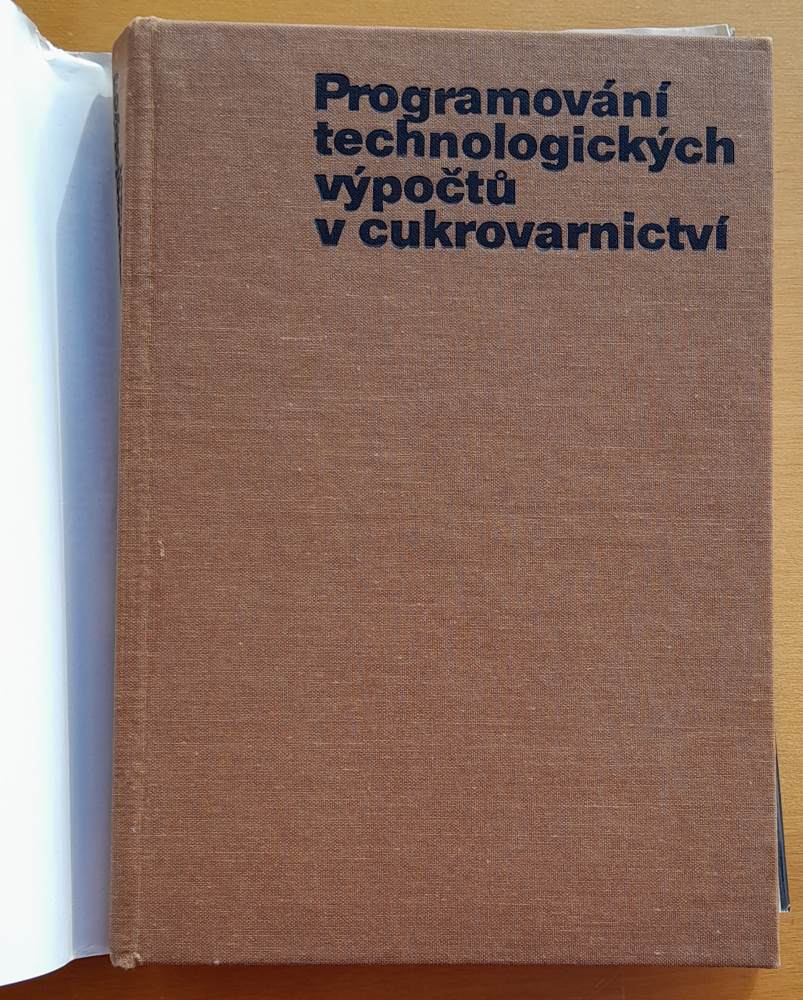 Programování
technologických
výpočtů
v cukrovarnictví